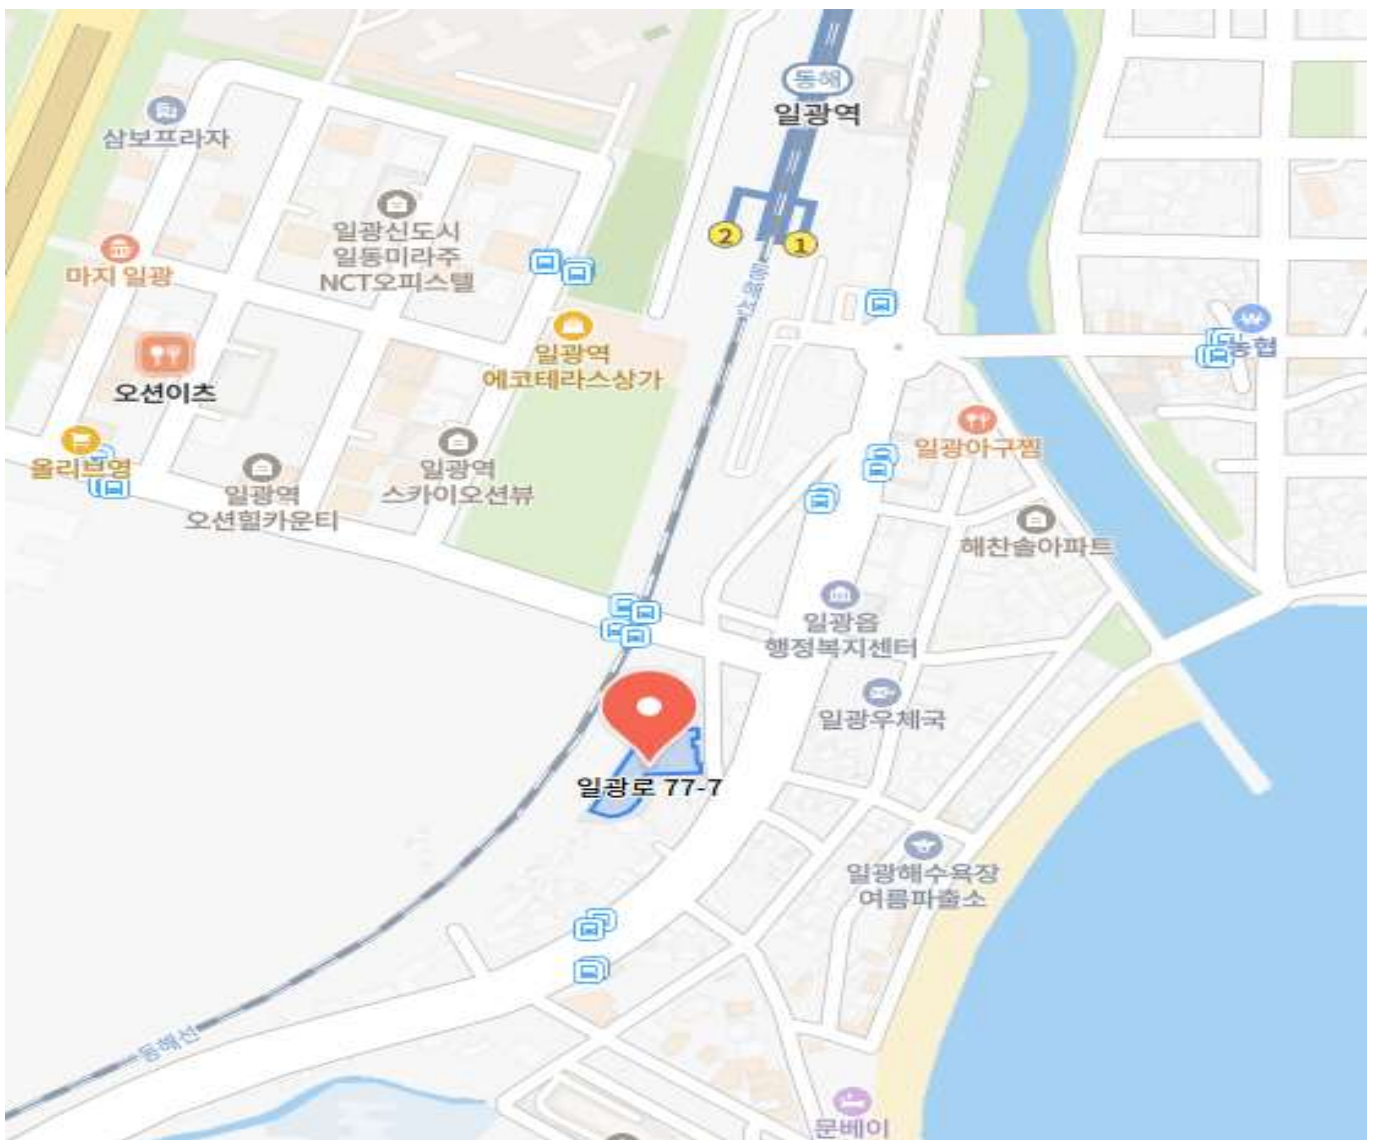 동해
일광역
삼보프라자
일광신도시
일동미라주
NCT오피스텔
2
1
마지 일광
동해선
일광역
에코테라스상가
농협
오션이츠
일광아구찜
올리브영
일광역
스카이오션뷰
일광역
오션힐카운티
해찬솔아파트
일광읍
행정복지센터
일광우체국
일광로 77-7
일광해수욕장
여름파출소
동해선
문베이